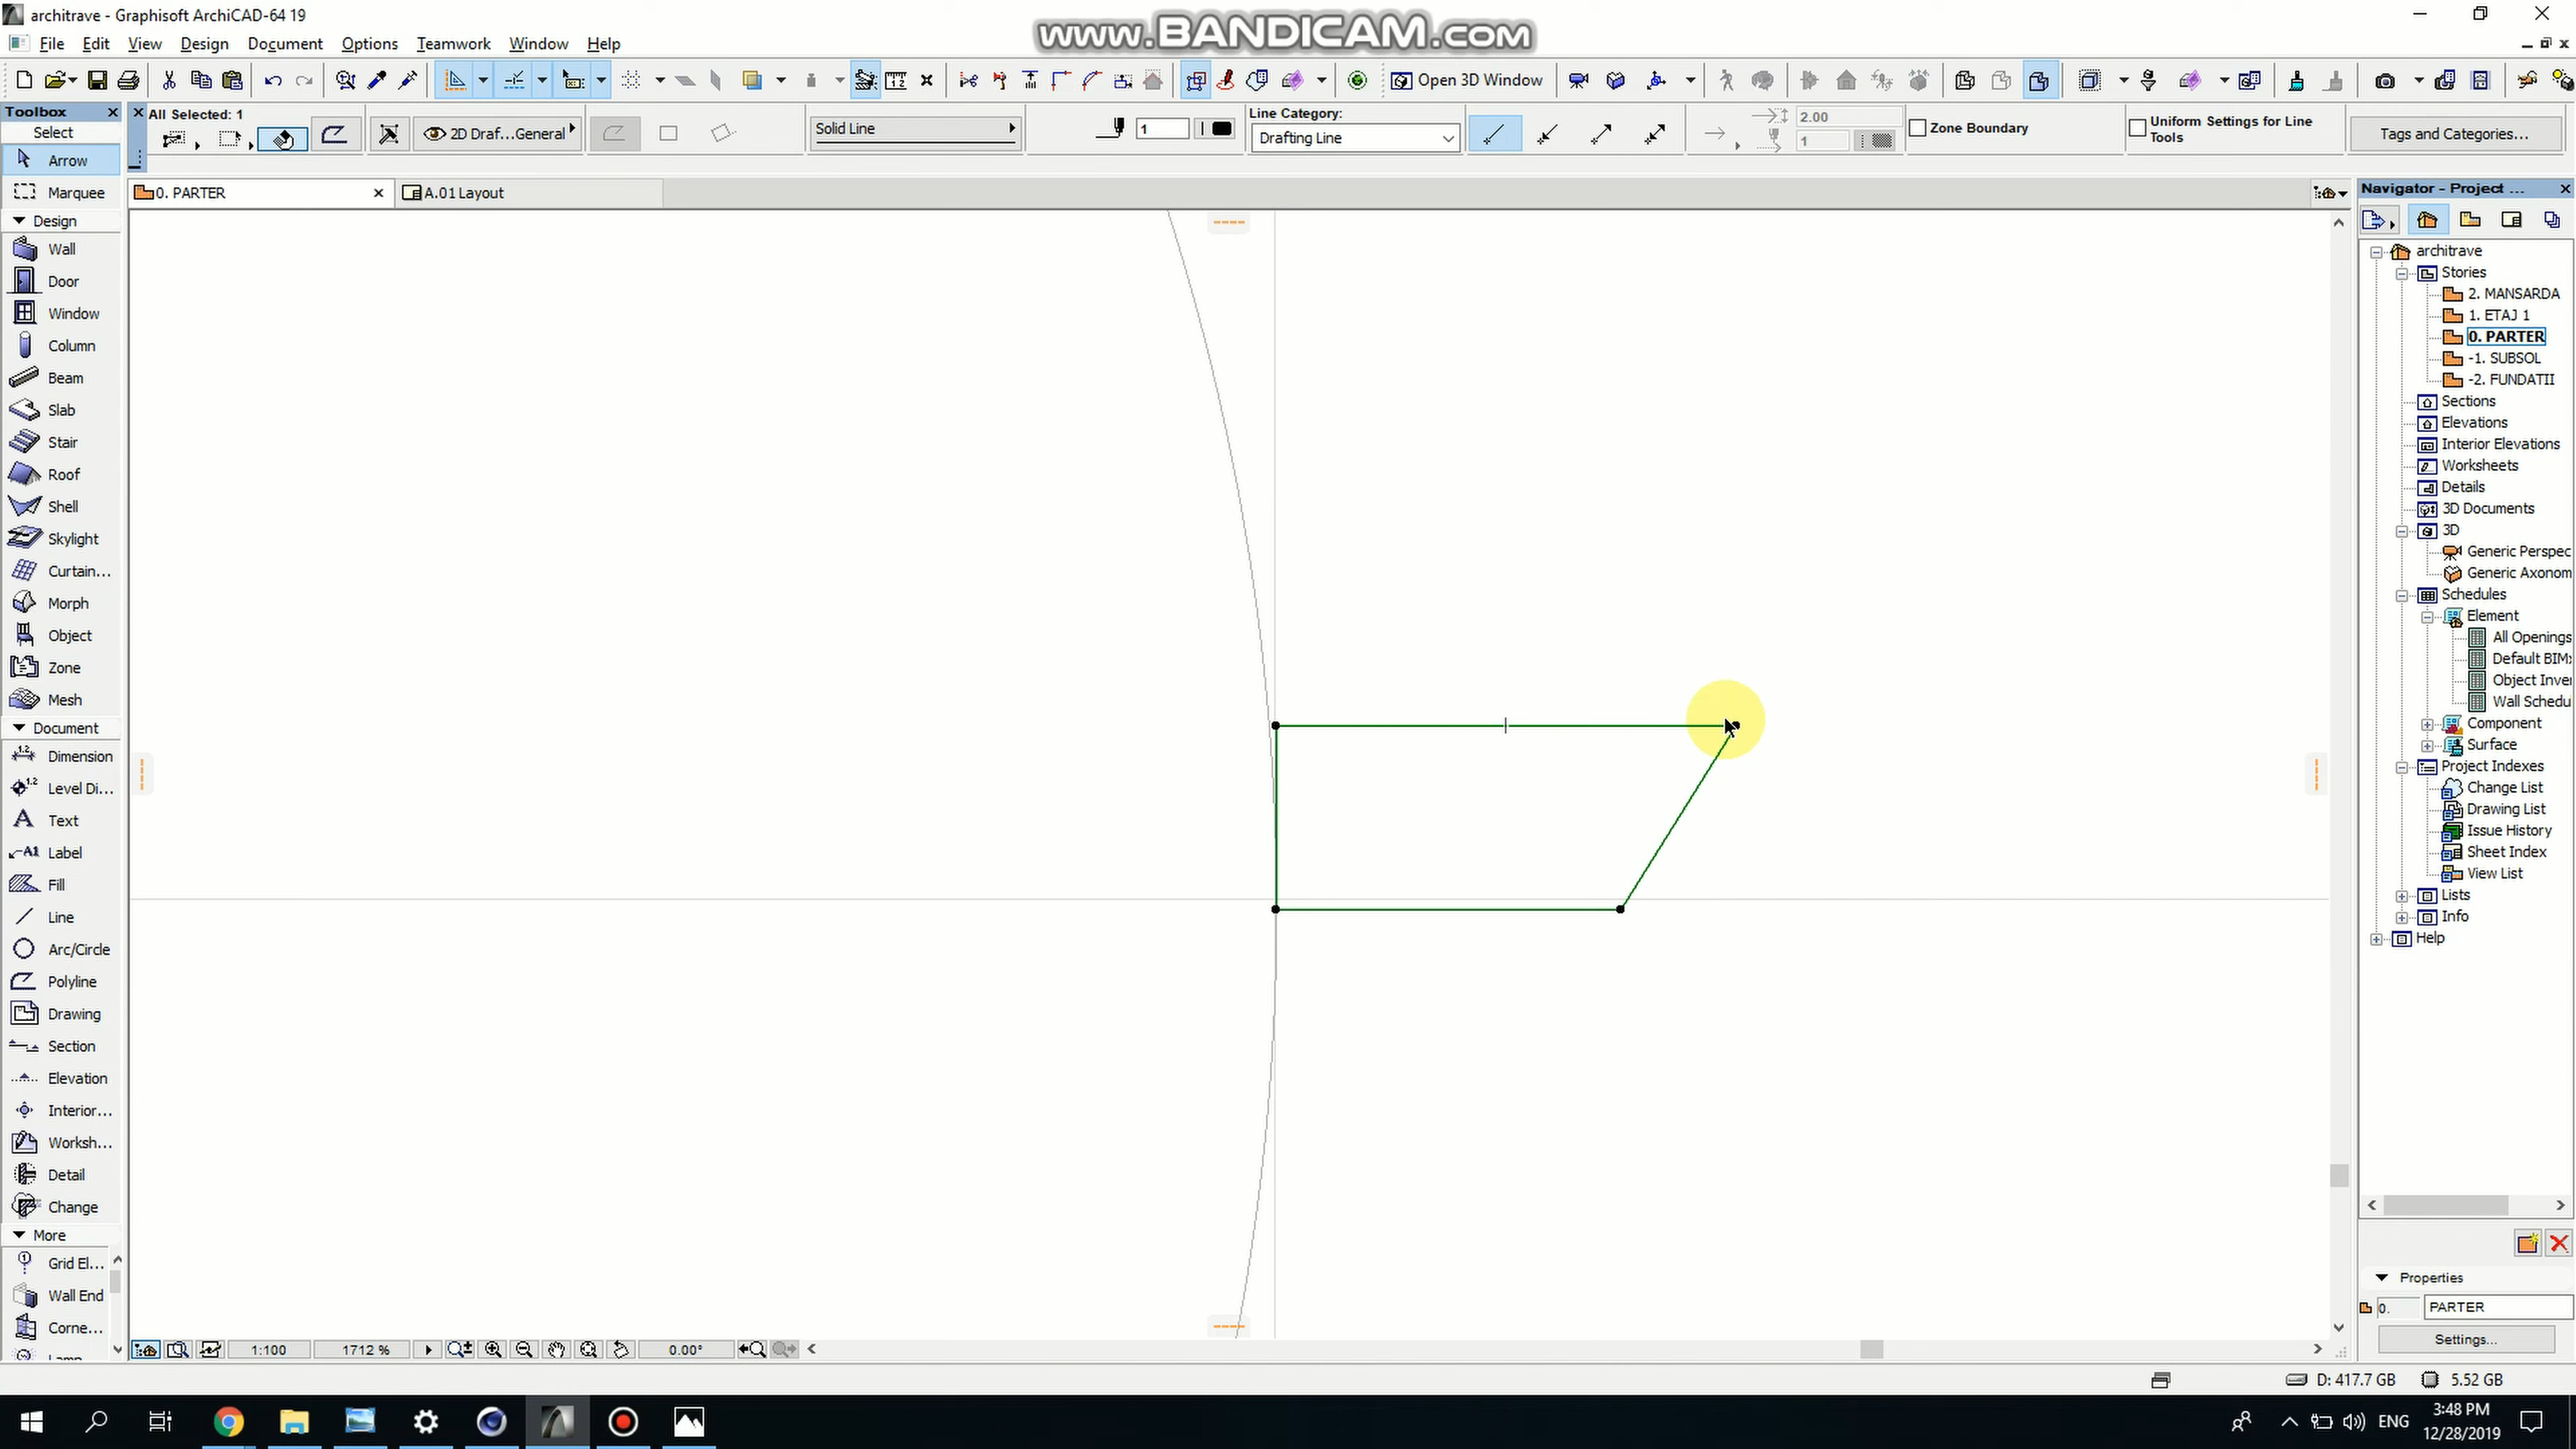 architrave - Graphisoft ArchiCAD-64 19
www.BANDICAM.com
File Edit View Design Document Options Teamwork Window Help
Open 3D Window
Toolbox
All Selected: 1
Select
2D Draf...General
Solid Line
1
Line Category:
Drafting Line
2.00
1
Zone Boundary
Uniform Settings for Line Tools
Tags and Categories...
Arrow
Marquee
0. PARTER
A.01 Layout
Navigator - Project ...
Design
Wall
Door
Window
Column
Beam
Slab
Stair
Roof
Shell
Skylight
Curtain...
Morph
Object
Zone
Mesh
Document
Dimension
Level Di...
Text
Label
Fill
Line
Arc/Circle
Polyline
Drawing
Section
Elevation
Interior...
Worksh...
Detail
Change
More
Grid El...
Wall End
Corne...
architrave
Stories
2. MANSARDA
1. ETAJ 1
0. PARTER
-1. SUBSOL
-2. FUNDATII
Sections
Elevations
Interior Elevations
Worksheets
Details
3D Documents
3D
Generic Perspec
Generic Axonom
Schedules
Element
All Openings
Default BIM
Object Inve
Wall Schedu
Component
Surface
Project Indexes
Change List
Drawing List
Issue History
Sheet Index
View List
Lists
Info
Help
Properties
0. PARTER
Settings...
1:100
1712 %
0.00°
D: 417.7 GB
5.52 GB
ENG
3:48 PM
12/28/2019